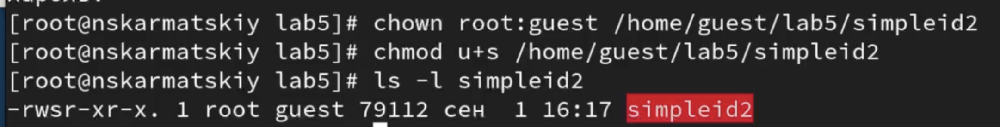 [root@nskarmatskiy lab5]# chown root:guest /home/guest/lab5/simpleid2
[root@nskarmatskiy lab5]# chmod u+s /home/guest/lab5/simpleid2
[root@nskarmatskiy lab5]# ls -l simpleid2
-rwsr-xr-x. 1 root guest 79112 сен  1 16:17 simpleid2